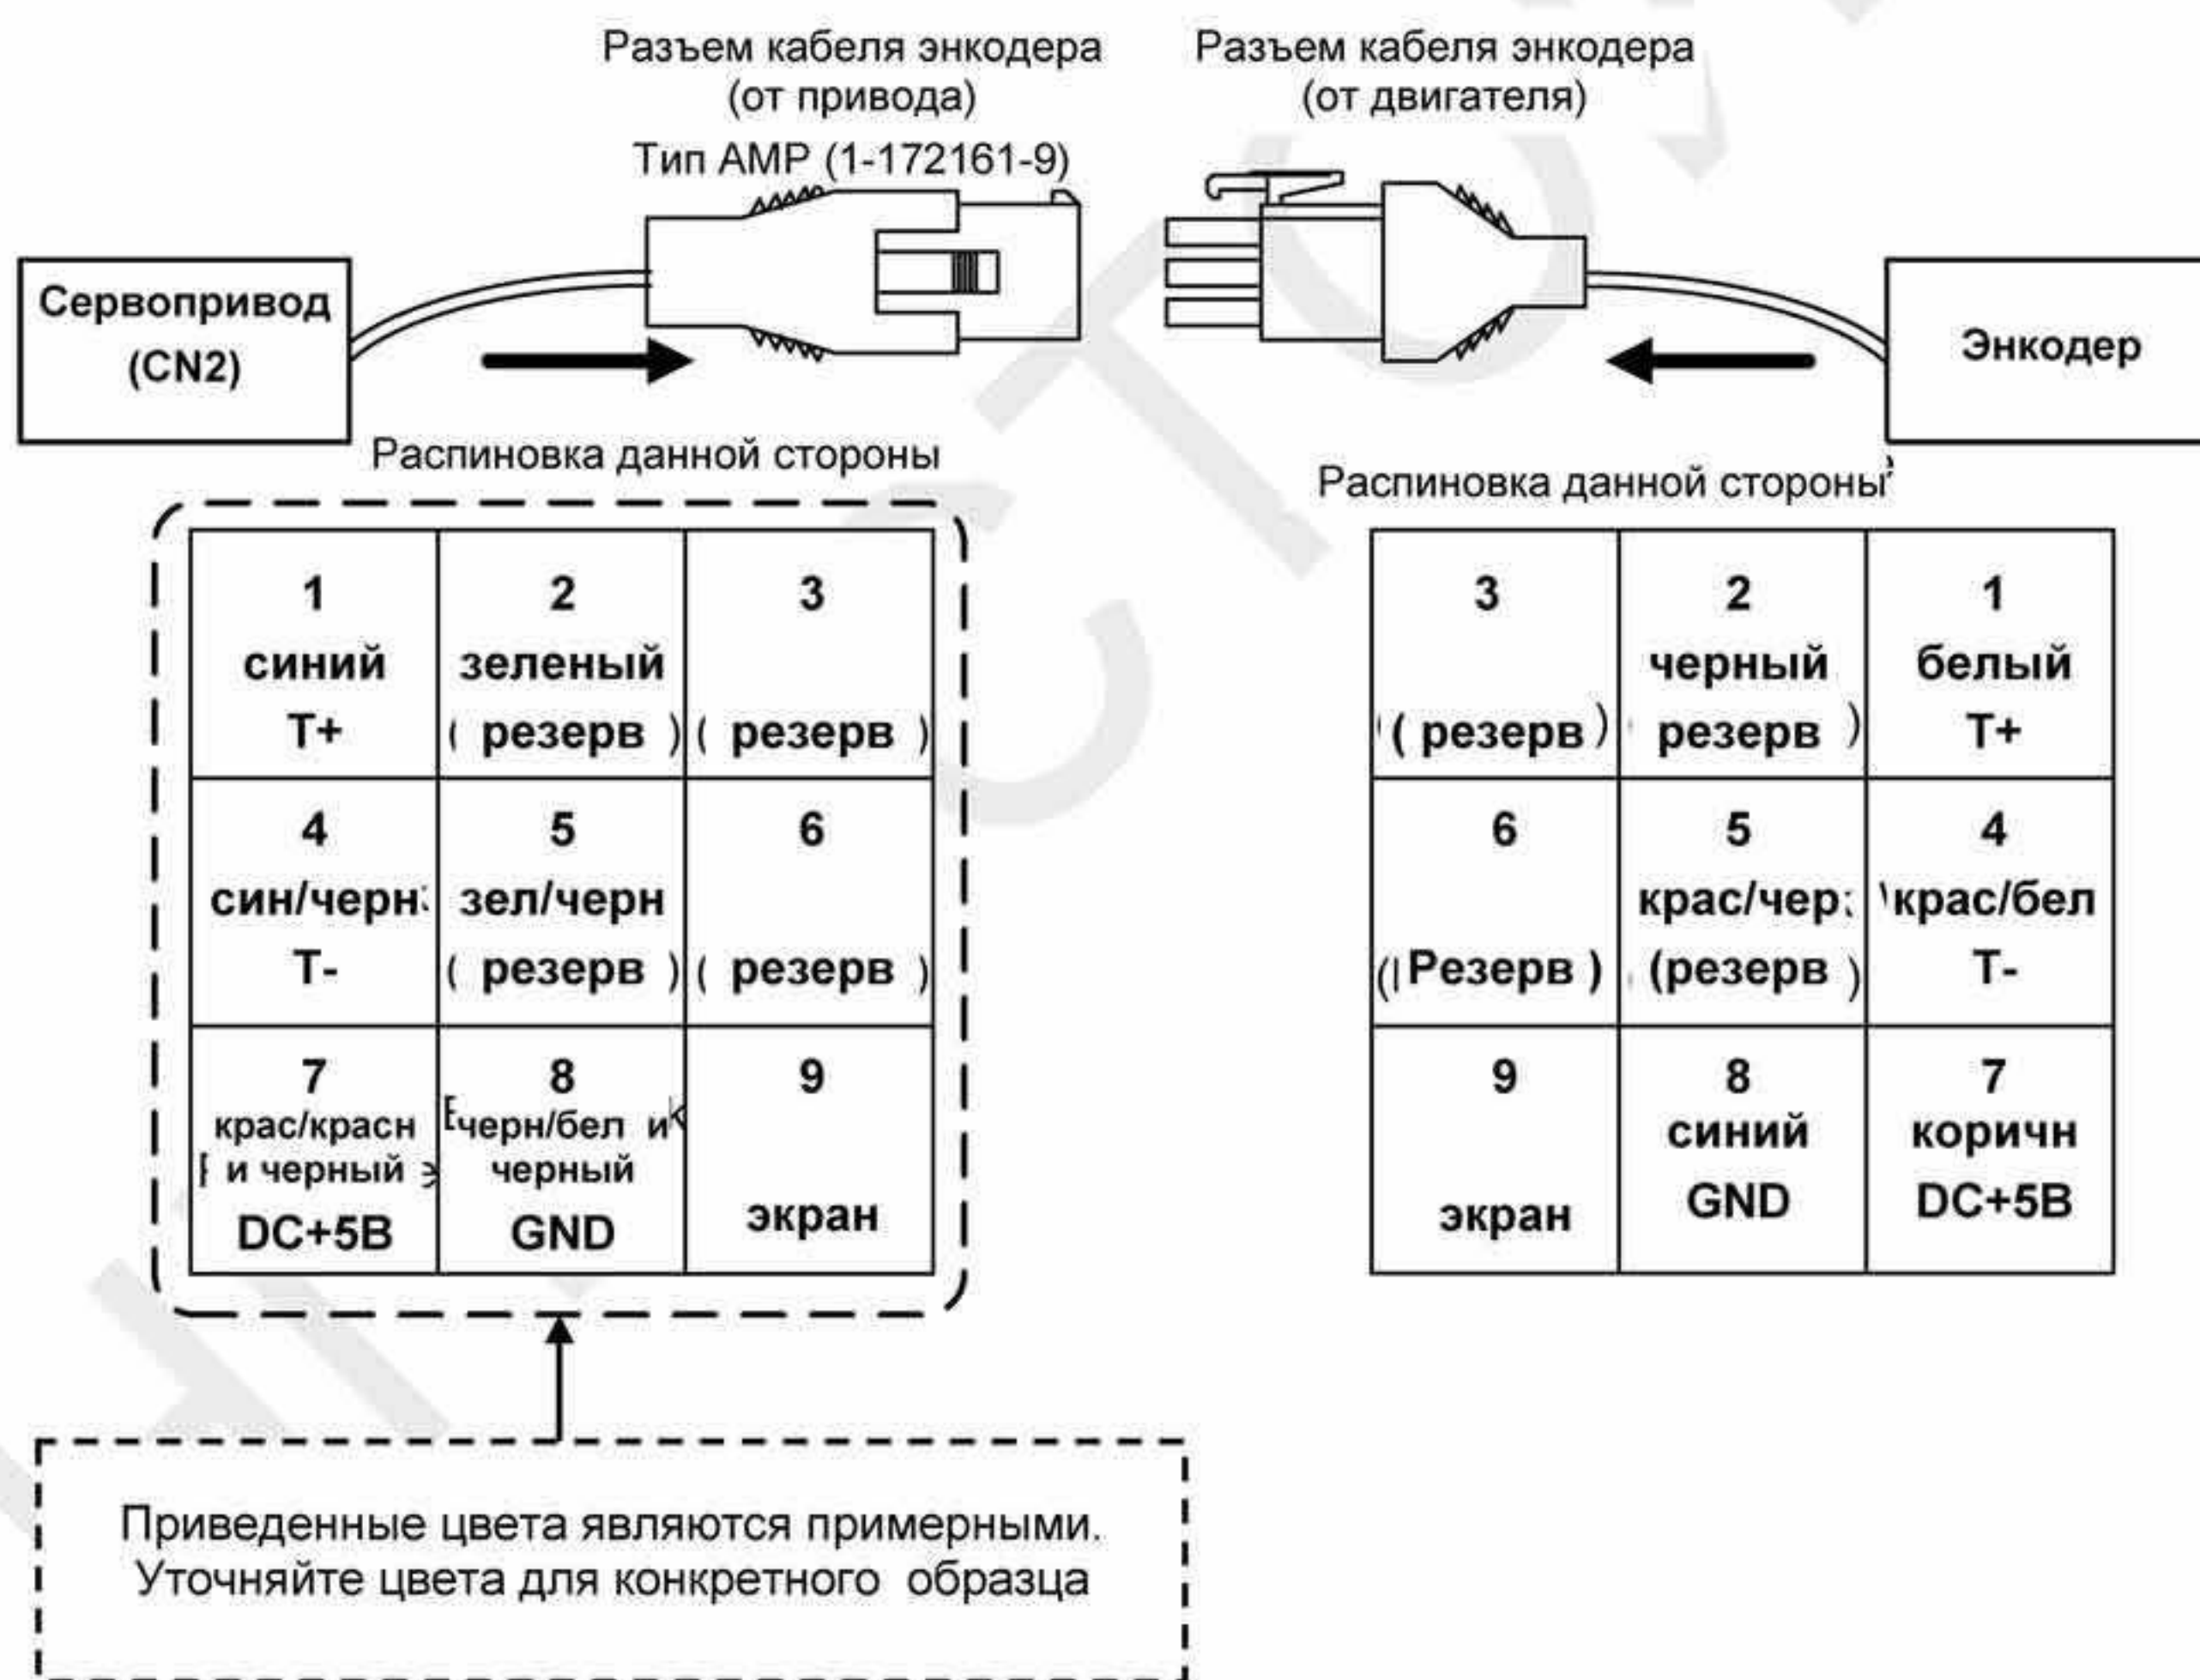 Разъем кабеля энкодера
(от привода)
Тип AMP (1-172161-9)
Разъем кабеля энкодера
(от двигателя)
Сервопривод
(CN2)
Энкодер
Распиновка данной стороны
Распиновка данной стороны
1
синий
T+
2
зеленый
( резерв )
3
( резерв )
4
син/черн
T-
5
зел/черн
( резерв )
6
( резерв )
7
крас/красн
и черный
DC+5В
8
черн/бел и
черный
GND
9
экран
3
( резерв )
2
черный
резерв )
1
белый
T+
6
( Резерв )
5
крас/чер
(резерв )
4
крас/бел
T-
9
экран
8
синий
GND
7
коричн
DC+5В
Приведенные цвета являются примерными.
Уточняйте цвета для конкретного образца